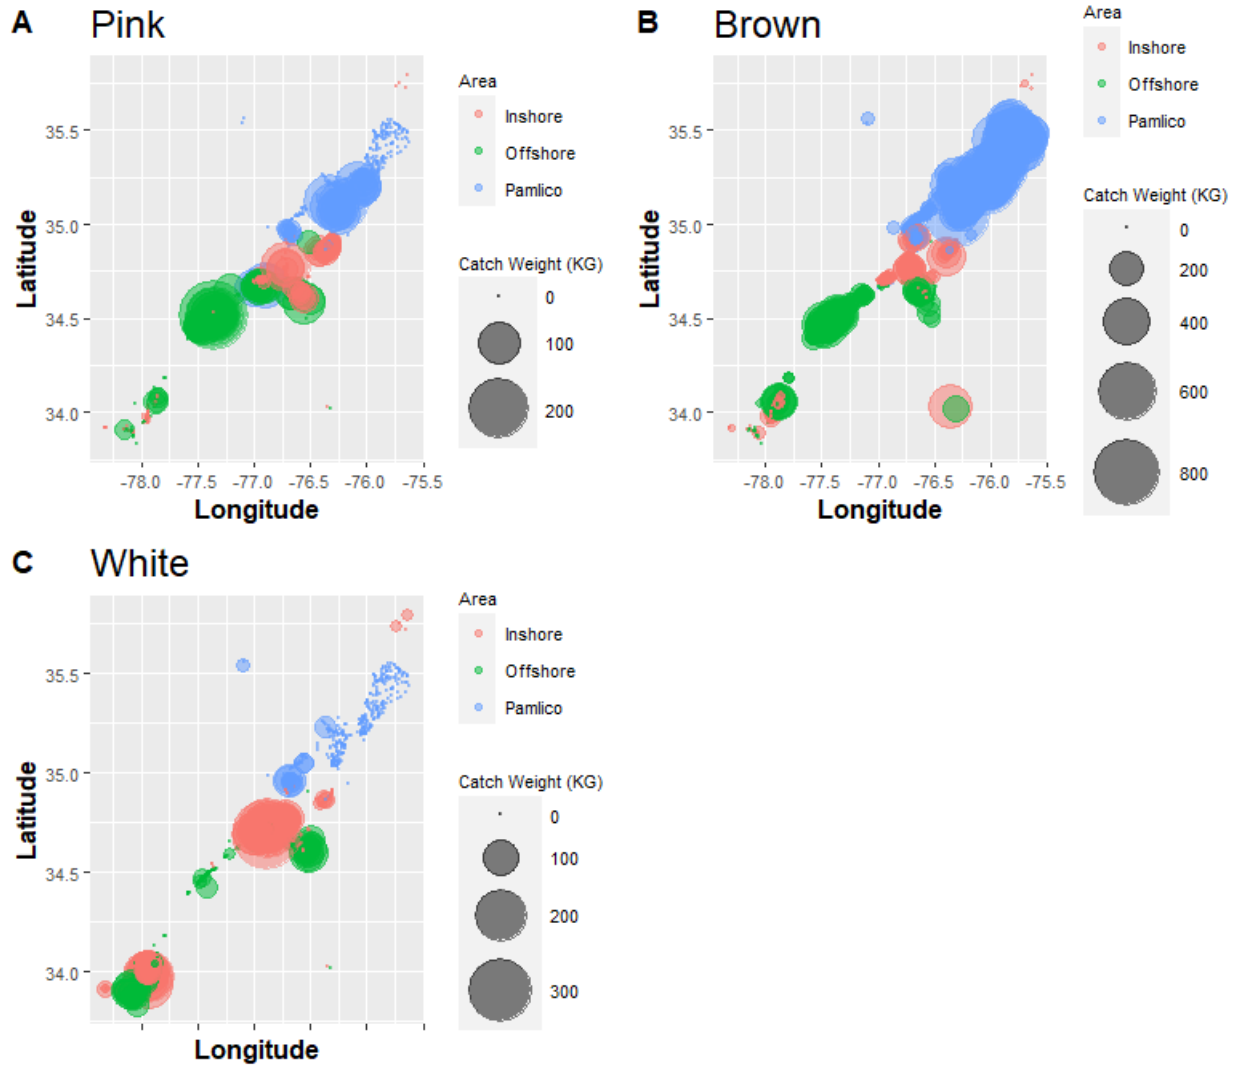 A Pink
35.5
35.0
34.5
34.0
Latitude
-78.0 -77.5 -77.0 -76.5 -76.0 -75.5
Longitude
Area
Inshore
Offshore
Pamlico
Catch Weight (KG)
0
100
200
B Brown
35.5
35.0
34.5
34.0
Latitude
-78.0 -77.5 -77.0 -76.5 -76.0 -75.5
Longitude
Area
Inshore
Offshore
Pamlico
Catch Weight (KG)
0
200
400
600
800
C White
35.5
35.0
34.5
34.0
Latitude
Longitude
Area
Inshore
Offshore
Pamlico
Catch Weight (KG)
0
100
200
300